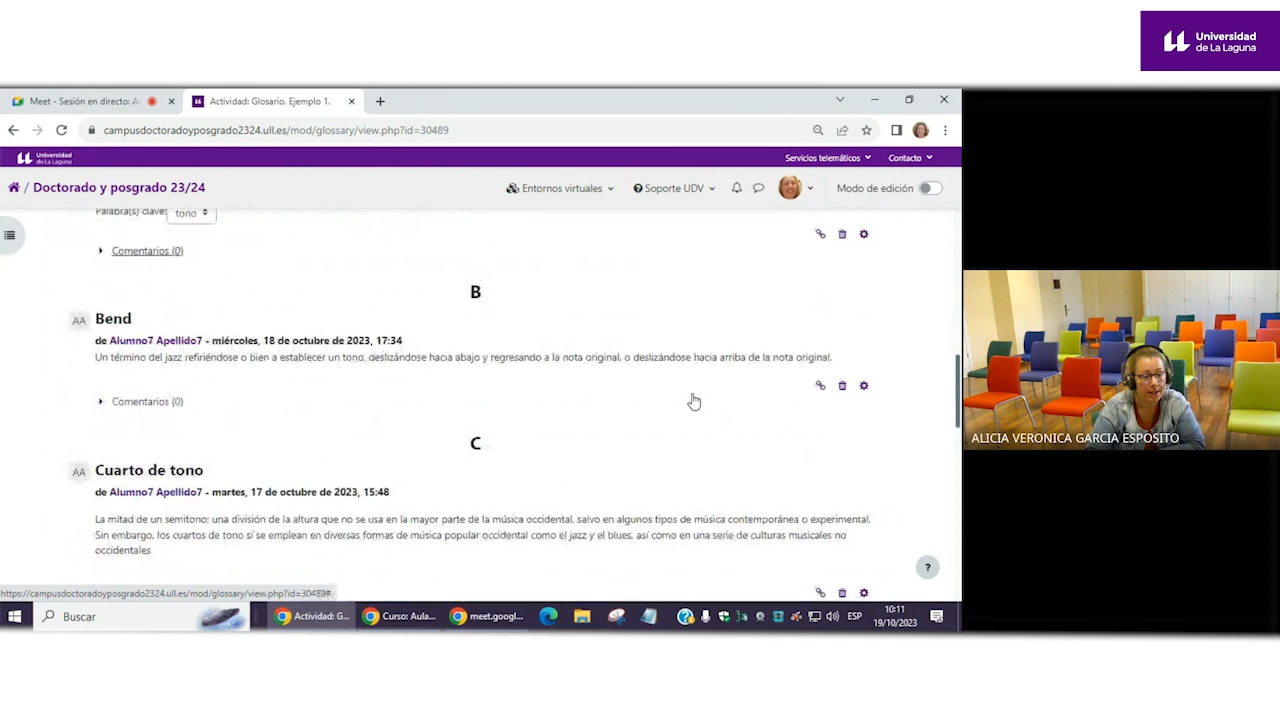 Universidad
de La Laguna
Meet - Sesión en directo: A
Actividad: Glosario. Ejemplo 1.
campusdoctoradoyposgrado2324.ull.es/mod/glossary/view.php?id=30489
Universidad
de La Laguna
Servicios telemáticos
Contacto
/ Doctorado y posgrado 23/24
Entornos virtuales
Soporte UDV
Modo de edición
Palabra(s) clave:
tono
Comentarios (0)
B
AA Bend
de Alumno7 Apellido7 - miércoles, 18 de octubre de 2023, 17:34
Un término del jazz refiriéndose o bien a establecer un tono, deslizándose hacia abajo y regresando a la nota original, o deslizándose hacia arriba de la nota original.
Comentarios (0)
C
AA Cuarto de tono
de Alumno7 Apellido7 - martes, 17 de octubre de 2023, 15:48
La mitad de un semitono; una división de la altura que no se usa en la mayor parte de la música occidental, salvo en algunos tipos de música contemporánea o experimental.
Sin embargo, los cuartos de tono sí se emplean en diversas formas de música popular occidental como el jazz y el blues, así como en una serie de culturas musicales no
occidentales
?
https://campusdoctoradoyposgrado2324.ull.es/mod/glossary/view.php?id=30489#
Buscar
Actividad: G...
Curso: Aula...
meet.googl...
ESP
10:11
19/10/2023
ALICIA VERONICA GARCIA ESPOSITO